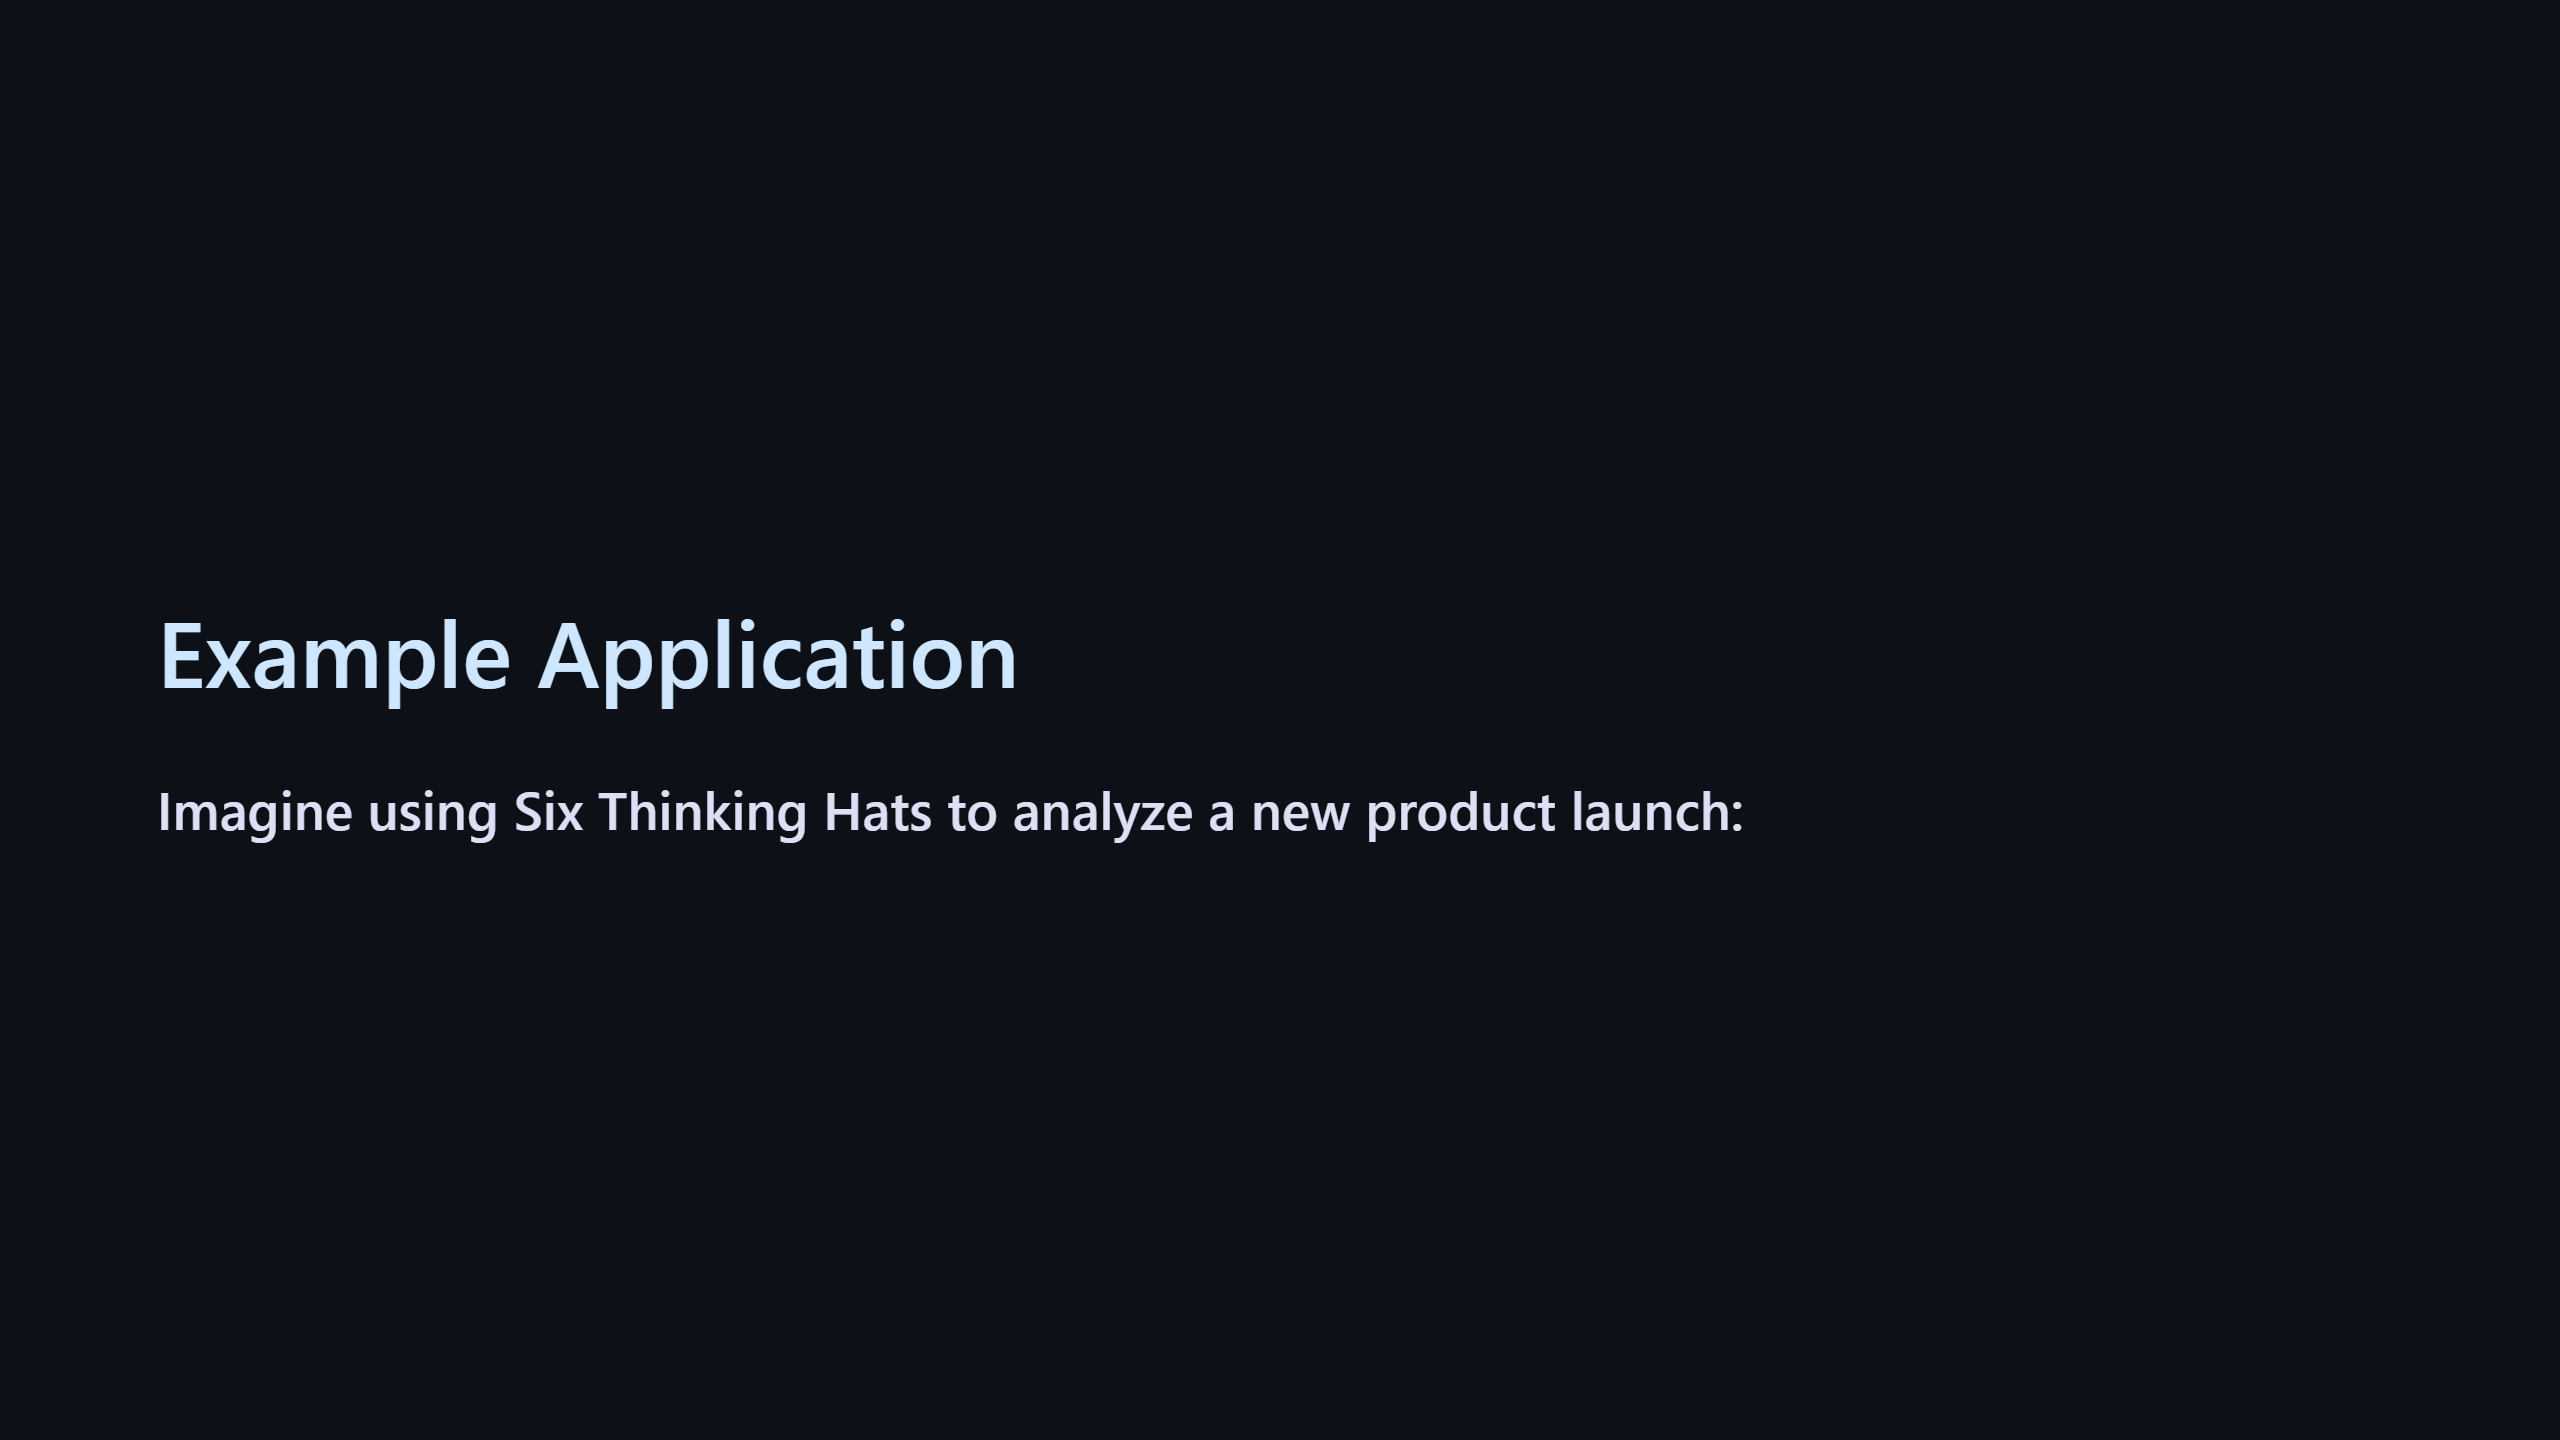 Example Application
Imagine using Six Thinking Hats to analyze a new product launch: